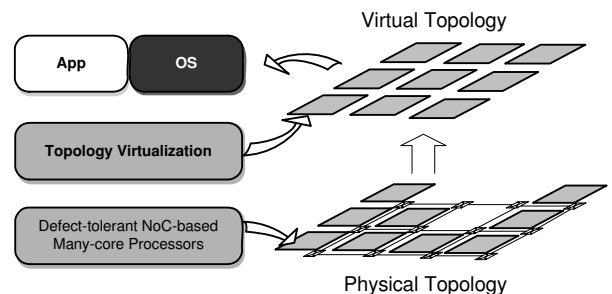 Virtual Topology
App
OS
Topology Virtualization
Defect-tolerant NoC-based
Many-core Processors
Physical Topology